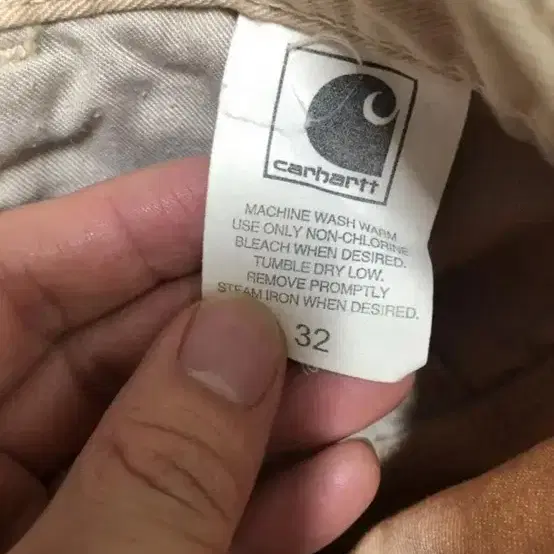 carhartt
MACHINE WASH WARM
USE ONLY NON-CHLORINE
BLEACH WHEN DESIRED.
TUMBLE DRY LOW.
REMOVE PROMPTLY
STEAM IRON WHEN DESIRED.
32